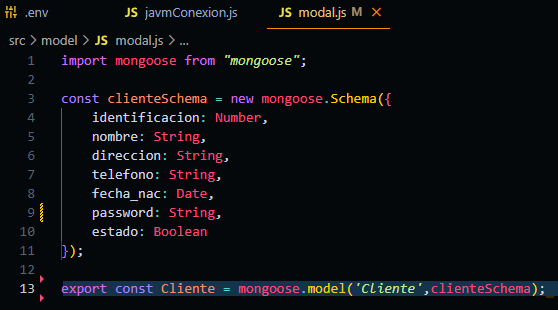 .env
JS javmConexion.js
JS modal.js M ×
src > model > JS modal.js > ...
1 import mongoose from "mongoose";
2
3 const clienteSchema = new mongoose.Schema({
4 identificacion: Number,
5 nombre: String,
6 direccion: String,
7 telefono: String,
8 fecha_nac: Date,
9 password: String,
10 estado: Boolean
11 });
12
13 export const Cliente = mongoose.model('Cliente',clienteSchema);